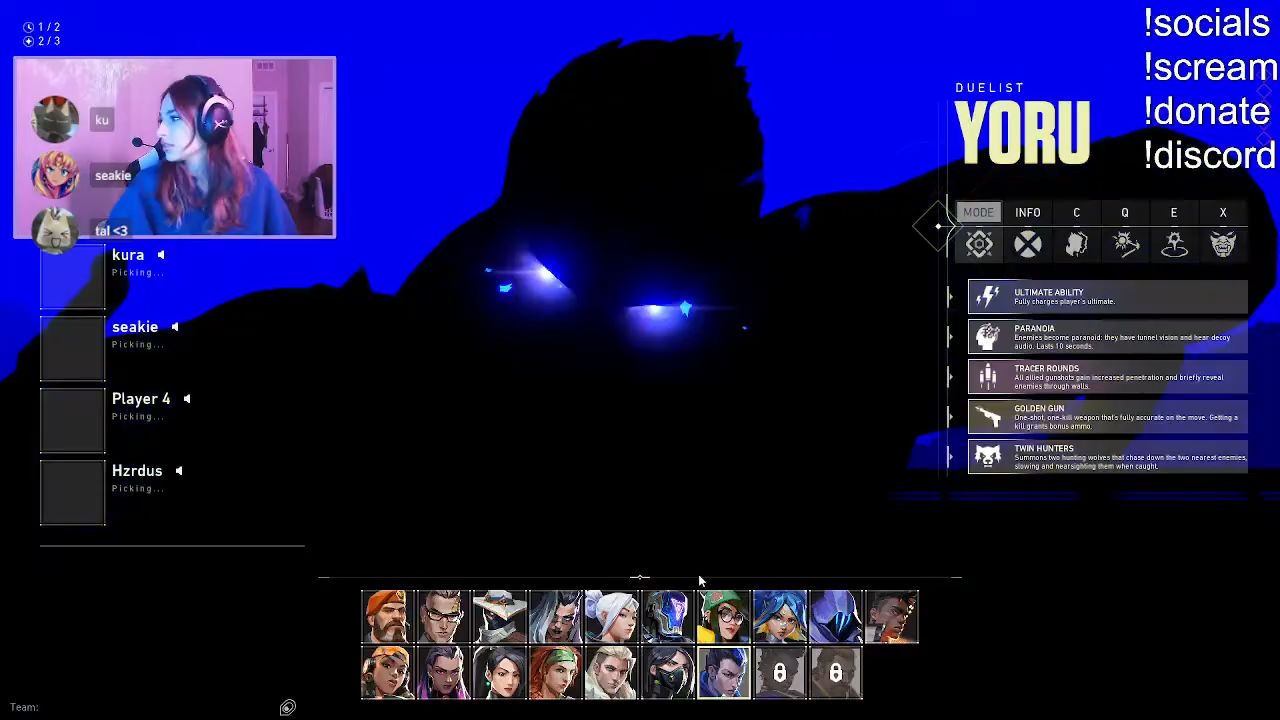 1 / 2
2 / 3
!socials
!scream
!donate
!discord
ku
seakie
tal <3
DUELIST
YORU
MODE INFO C Q E X
ULTIMATE ABILITY
Fully charges player's ultimate.
PARANOIA
Enemies become paranoid: they have tunnel vision and hear decoy
audio. Lasts 10 seconds.
TRACER ROUNDS
All allied gunshots gain increased penetration and briefly reveal
enemies through walls.
GOLDEN GUN
One-shot, one-kill weapon that's fully accurate on the move. Getting a
kill grants bonus ammo.
TWIN HUNTERS
Summons two hunting wolves that chase down the two nearest enemies,
slowing and nearsighting them when caught.
kura
Picking...
seakie
Picking...
Player 4
Picking...
Hzrdus
Picking...
Team: